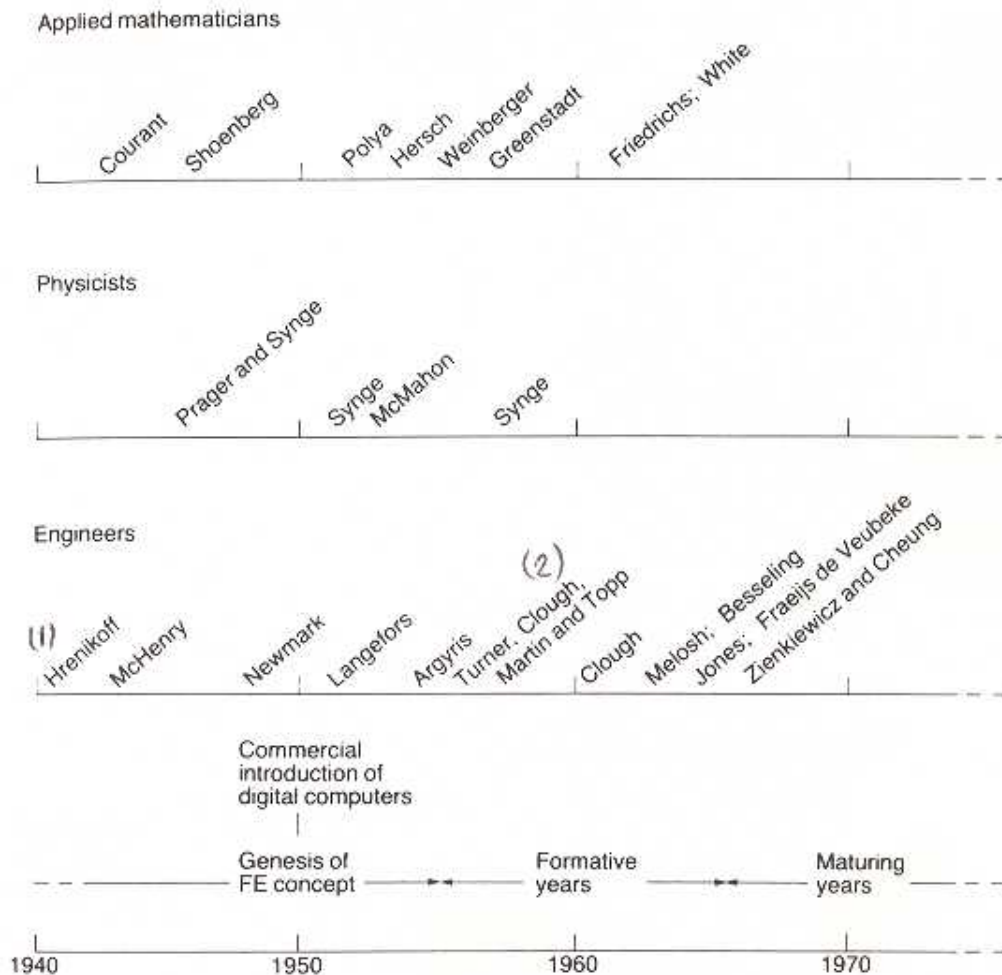 Applied mathematicians
Courant
Shoenberg
Polya
Hersch
Weinberger
Greenstadt
Friedrichs; White
Physicists
Prager and Synge
Synge
McMahon
Synge
Engineers
(1)
Hrenikoff
McHenry
Newmark
Langefors
Argyris
(2)
Turner, Clough,
Martin and Topp
Clough
Melosh; Besseling
Jones; Fraeijs de Veubeke
Zienkiewicz and Cheung
Commercial
introduction of
digital computers
Genesis of
FE concept
Formative
years
Maturing
years
1940
1950
1960
1970